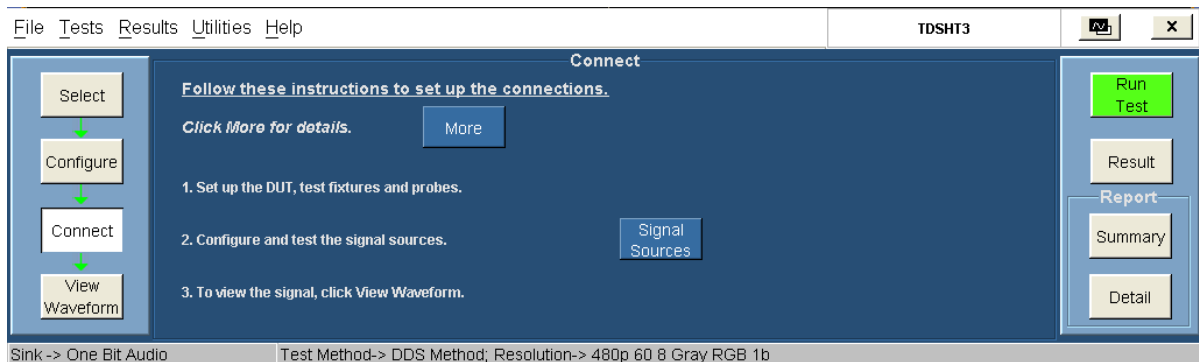 File Tests Results Utilities Help
TDSHT3
x
Connect
Select
Configure
Connect
View
Waveform
Follow these instructions to set up the connections.
Click More for details.
More
1. Set up the DUT, test fixtures and probes.
2. Configure and test the signal sources.
Signal
Sources
3. To view the signal, click View Waveform.
Run
Test
Result
Report
Summary
Detail
Sink -> One Bit Audio
Test Method-> DDS Method; Resolution-> 480p 60 8 Gray RGB 1b